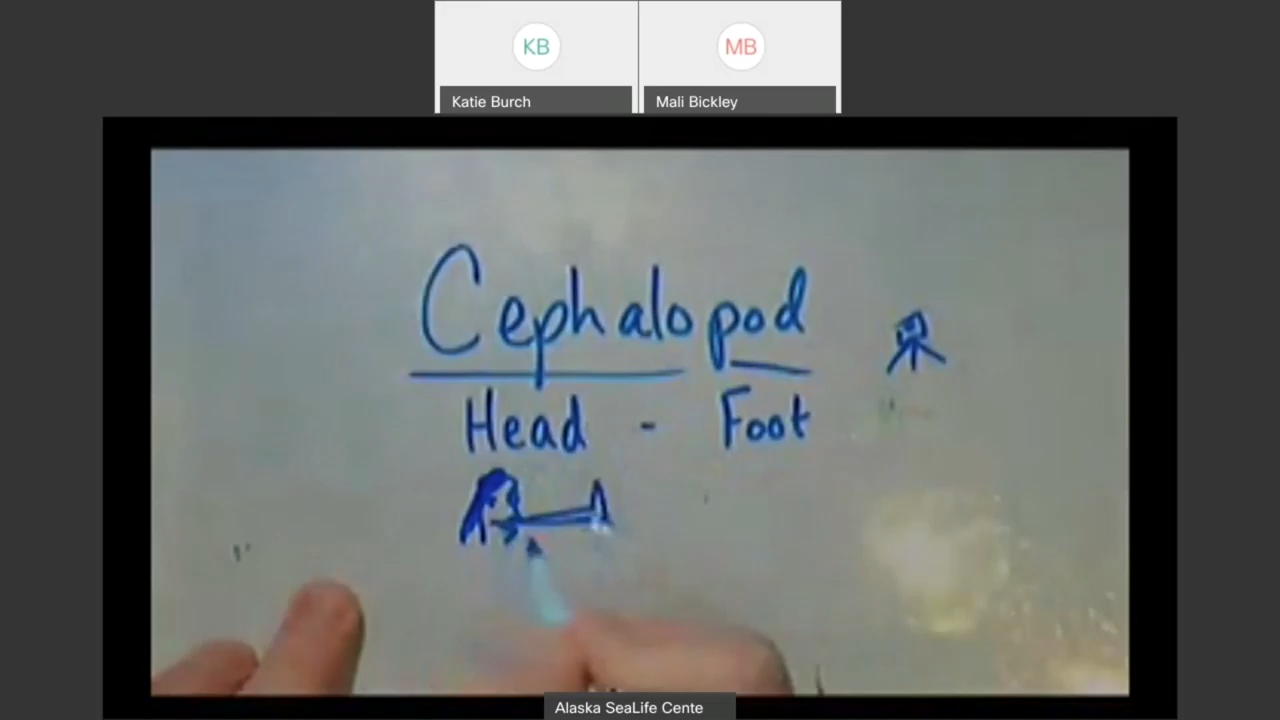 KB
MB
Katie Burch
Mali Bickley
Cephalopod
Head - Foot
Alaska SeaLife Cente